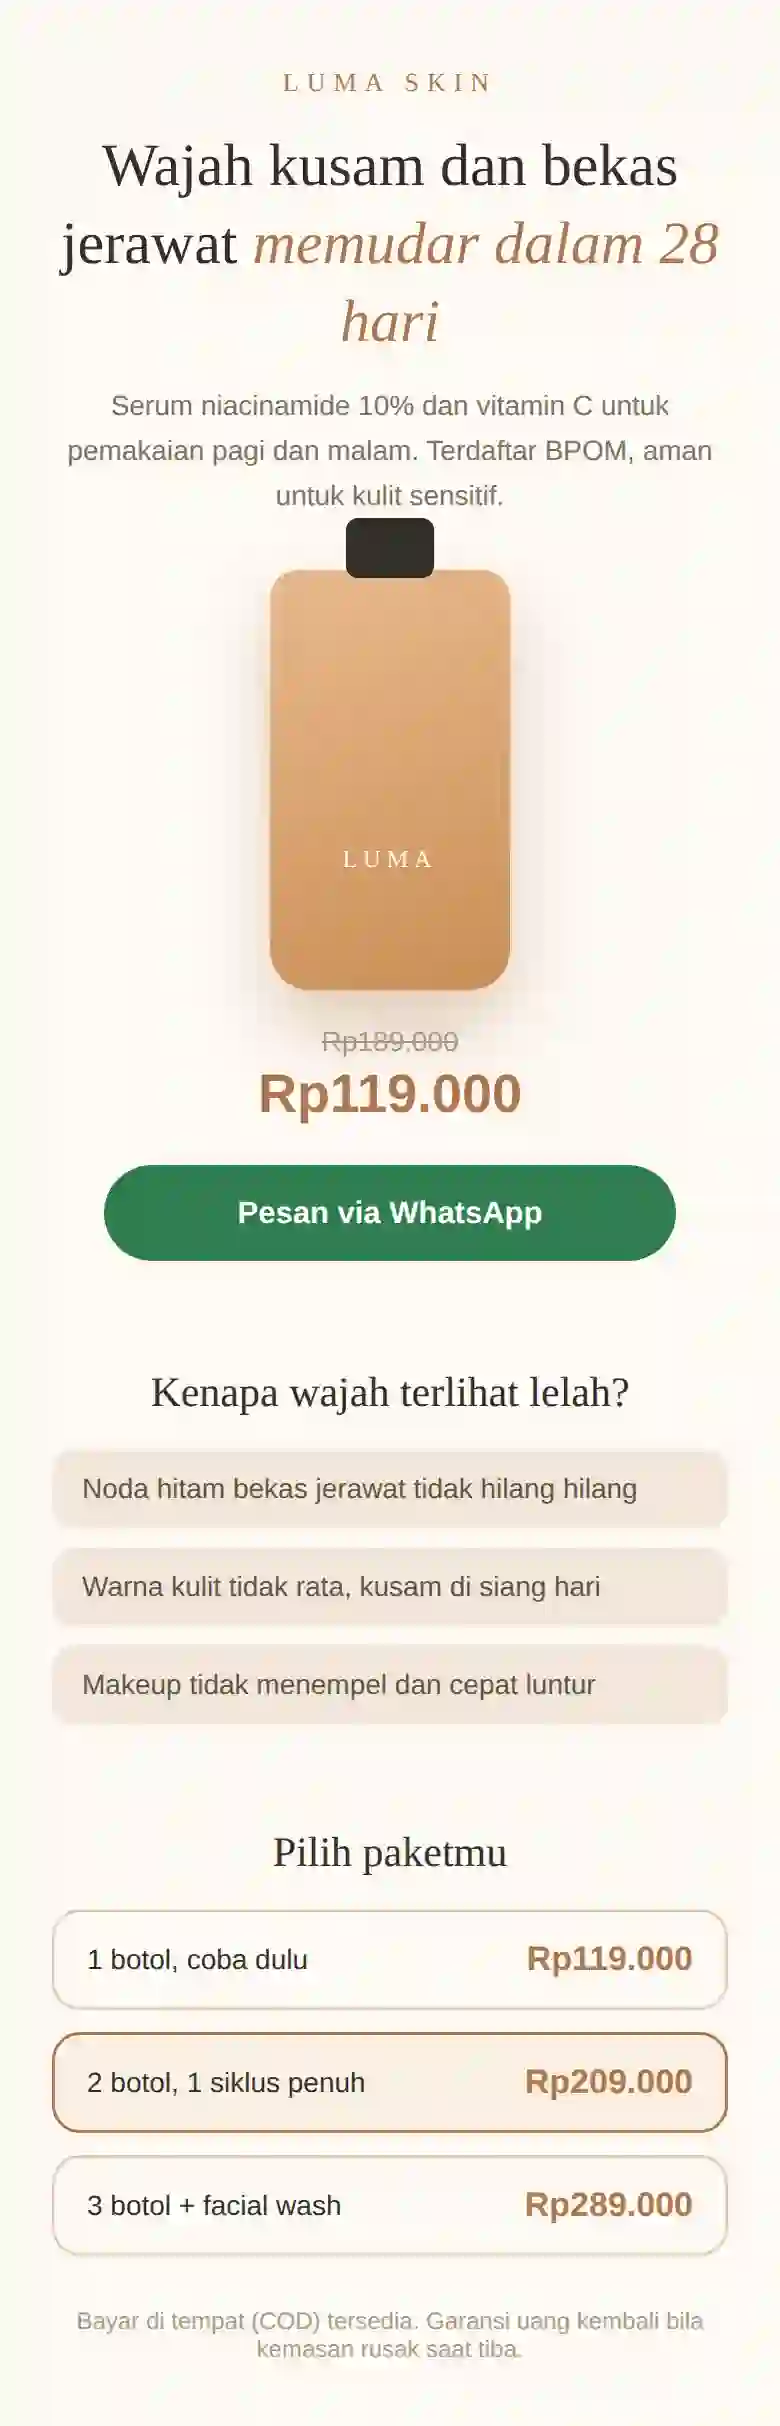 LUMA SKIN
Wajah kusam dan bekas
jerawat memudar dalam 28
hari
Serum niacinamide 10% dan vitamin C untuk
pemakaian pagi dan malam. Terdaftar BPOM, aman
untuk kulit sensitif.
LUMA
Rp189.000
Rp119.000
Pesan via WhatsApp
Kenapa wajah terlihat lelah?
Noda hitam bekas jerawat tidak hilang hilang
Warna kulit tidak rata, kusam di siang hari
Makeup tidak menempel dan cepat luntur
Pilih paketmu
1 botol, coba dulu Rp119.000
2 botol, 1 siklus penuh Rp209.000
3 botol + facial wash Rp289.000
Bayar di tempat (COD) tersedia. Garansi uang kembali bila
kemasan rusak saat tiba.